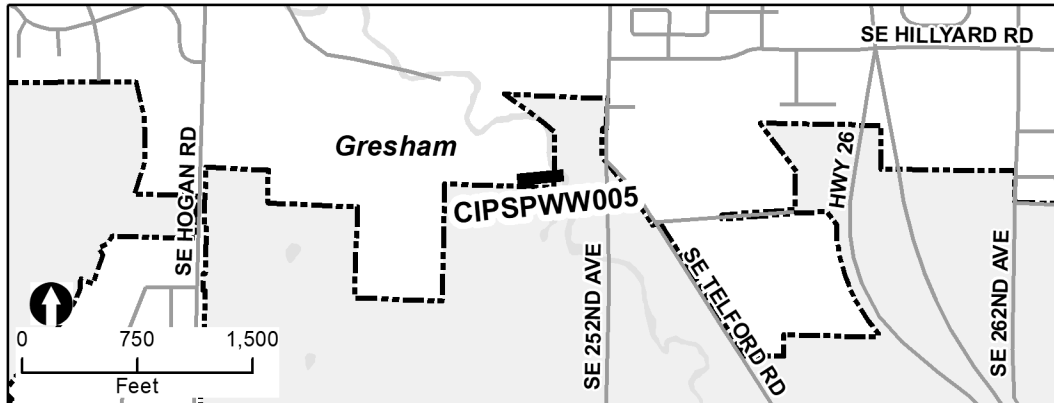 SE HILLYARD RD
Gresham
HWY 26
CIPSPWW005
SE HOGAN RD
SE 252ND AVE
SE TELFORD RD
SE 262ND AVE
0 750 1,500
Feet